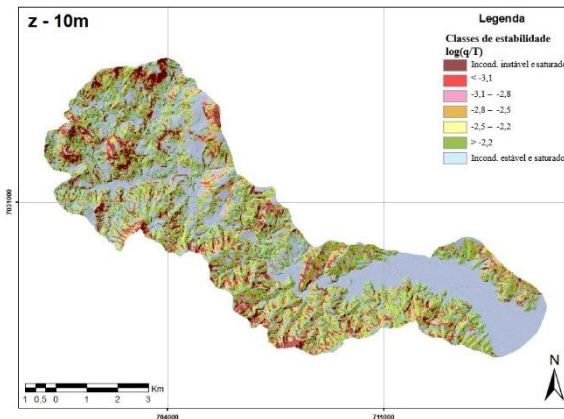 z - 10m
Legenda
Classes de estabilidade
log(q/T)
Incond. instável e saturado
< -3,1
-3,1 – -2,8
-2,8 – -2,5
-2,5 – -2,2
> -2,2
Incond. estável e saturado
7031000
N
Km
1 0,5 0 1 2 3
704000
711000